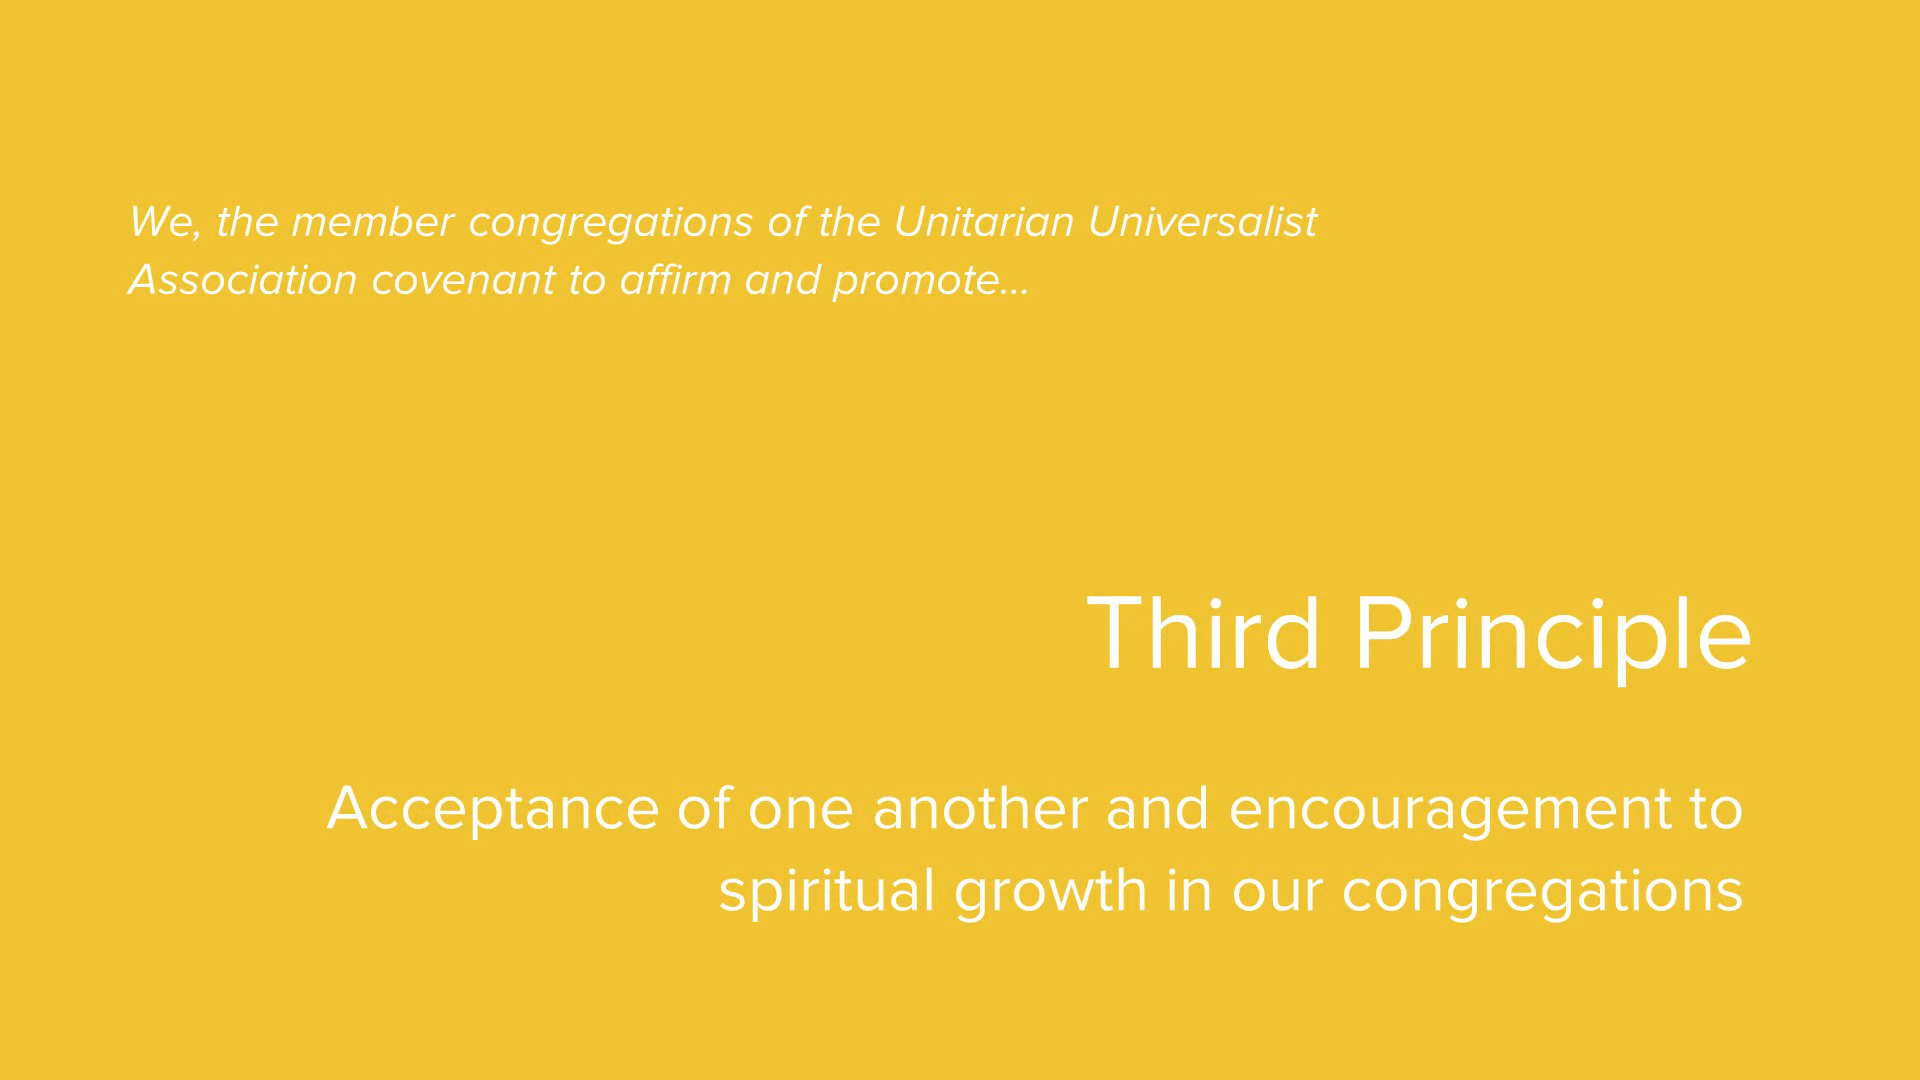 We, the member congregations of the Unitarian Universalist
Association covenant to affirm and promote...
Third Principle
Acceptance of one another and encouragement to
spiritual growth in our congregations